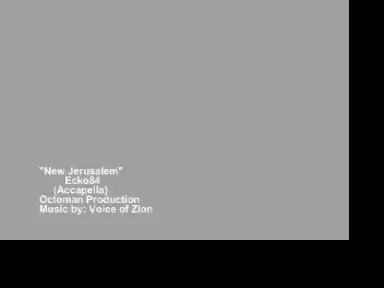 "New Jerusalem"
Ecko84
(Accapella)
Octoman Production
Music by: Voice of Zion